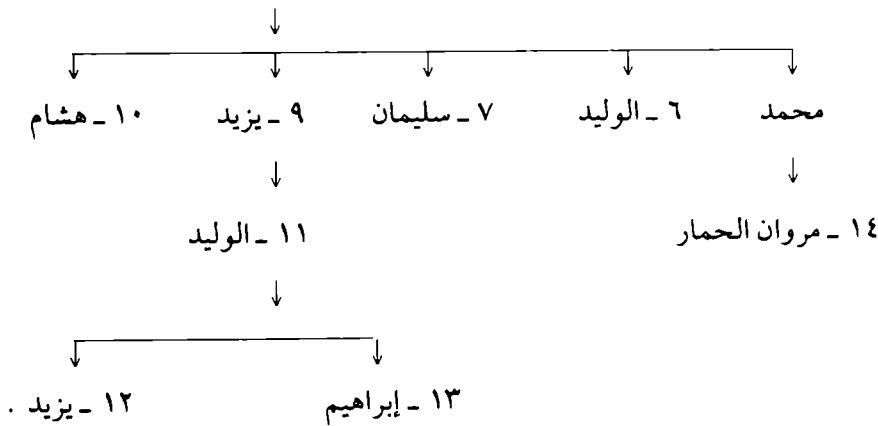 محمد ٦ ـ الوليد ٧ ـ سليمان ٩ ـ يزيد ١٠ ـ هشام
١٤ ـ مروان الحمار ١١ ـ الوليد
١٣ ـ إبراهيم ١٢ ـ يزيد .